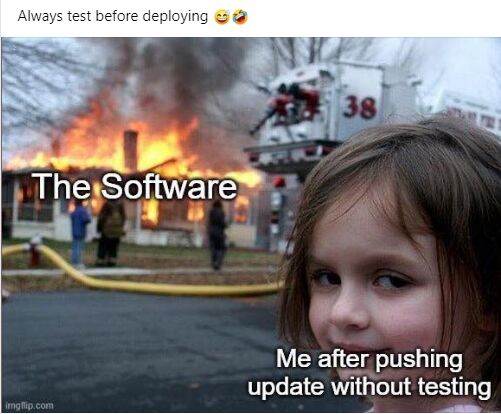 Always test before deploying 😅🤣
38
The Software
Me after pushing
update without testing
imgflip.com